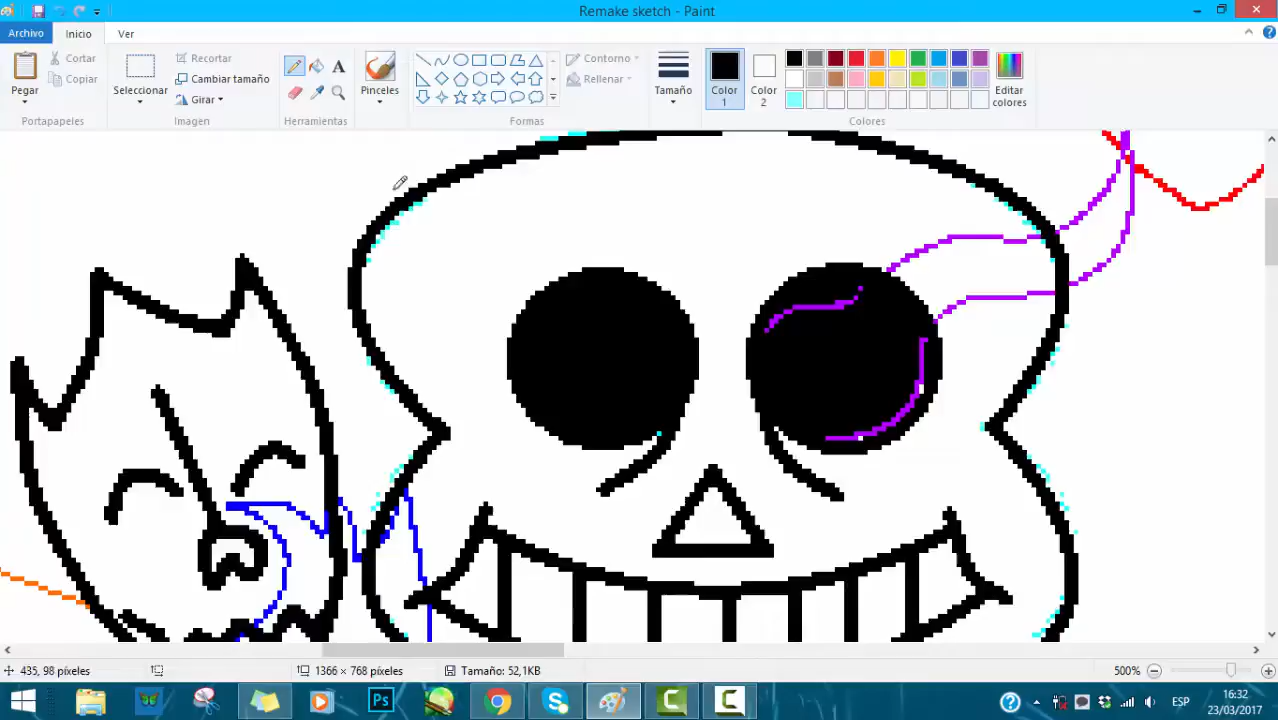 Remake sketch - Paint
Archivo Inicio Ver
Pegar
Cortar
Copiar
Portapapeles
Seleccionar
Recortar
Cambiar tamaño
Girar
Imagen
A
Herramientas
Pinceles
Contorno
Rellenar
Formas
Tamaño
Color 1
Color 2
Editar colores
Colores
435, 98 píxeles
1366 × 768 píxeles
Tamaño: 52,1KB
500%
Ps
ESP
16:32
23/03/2017